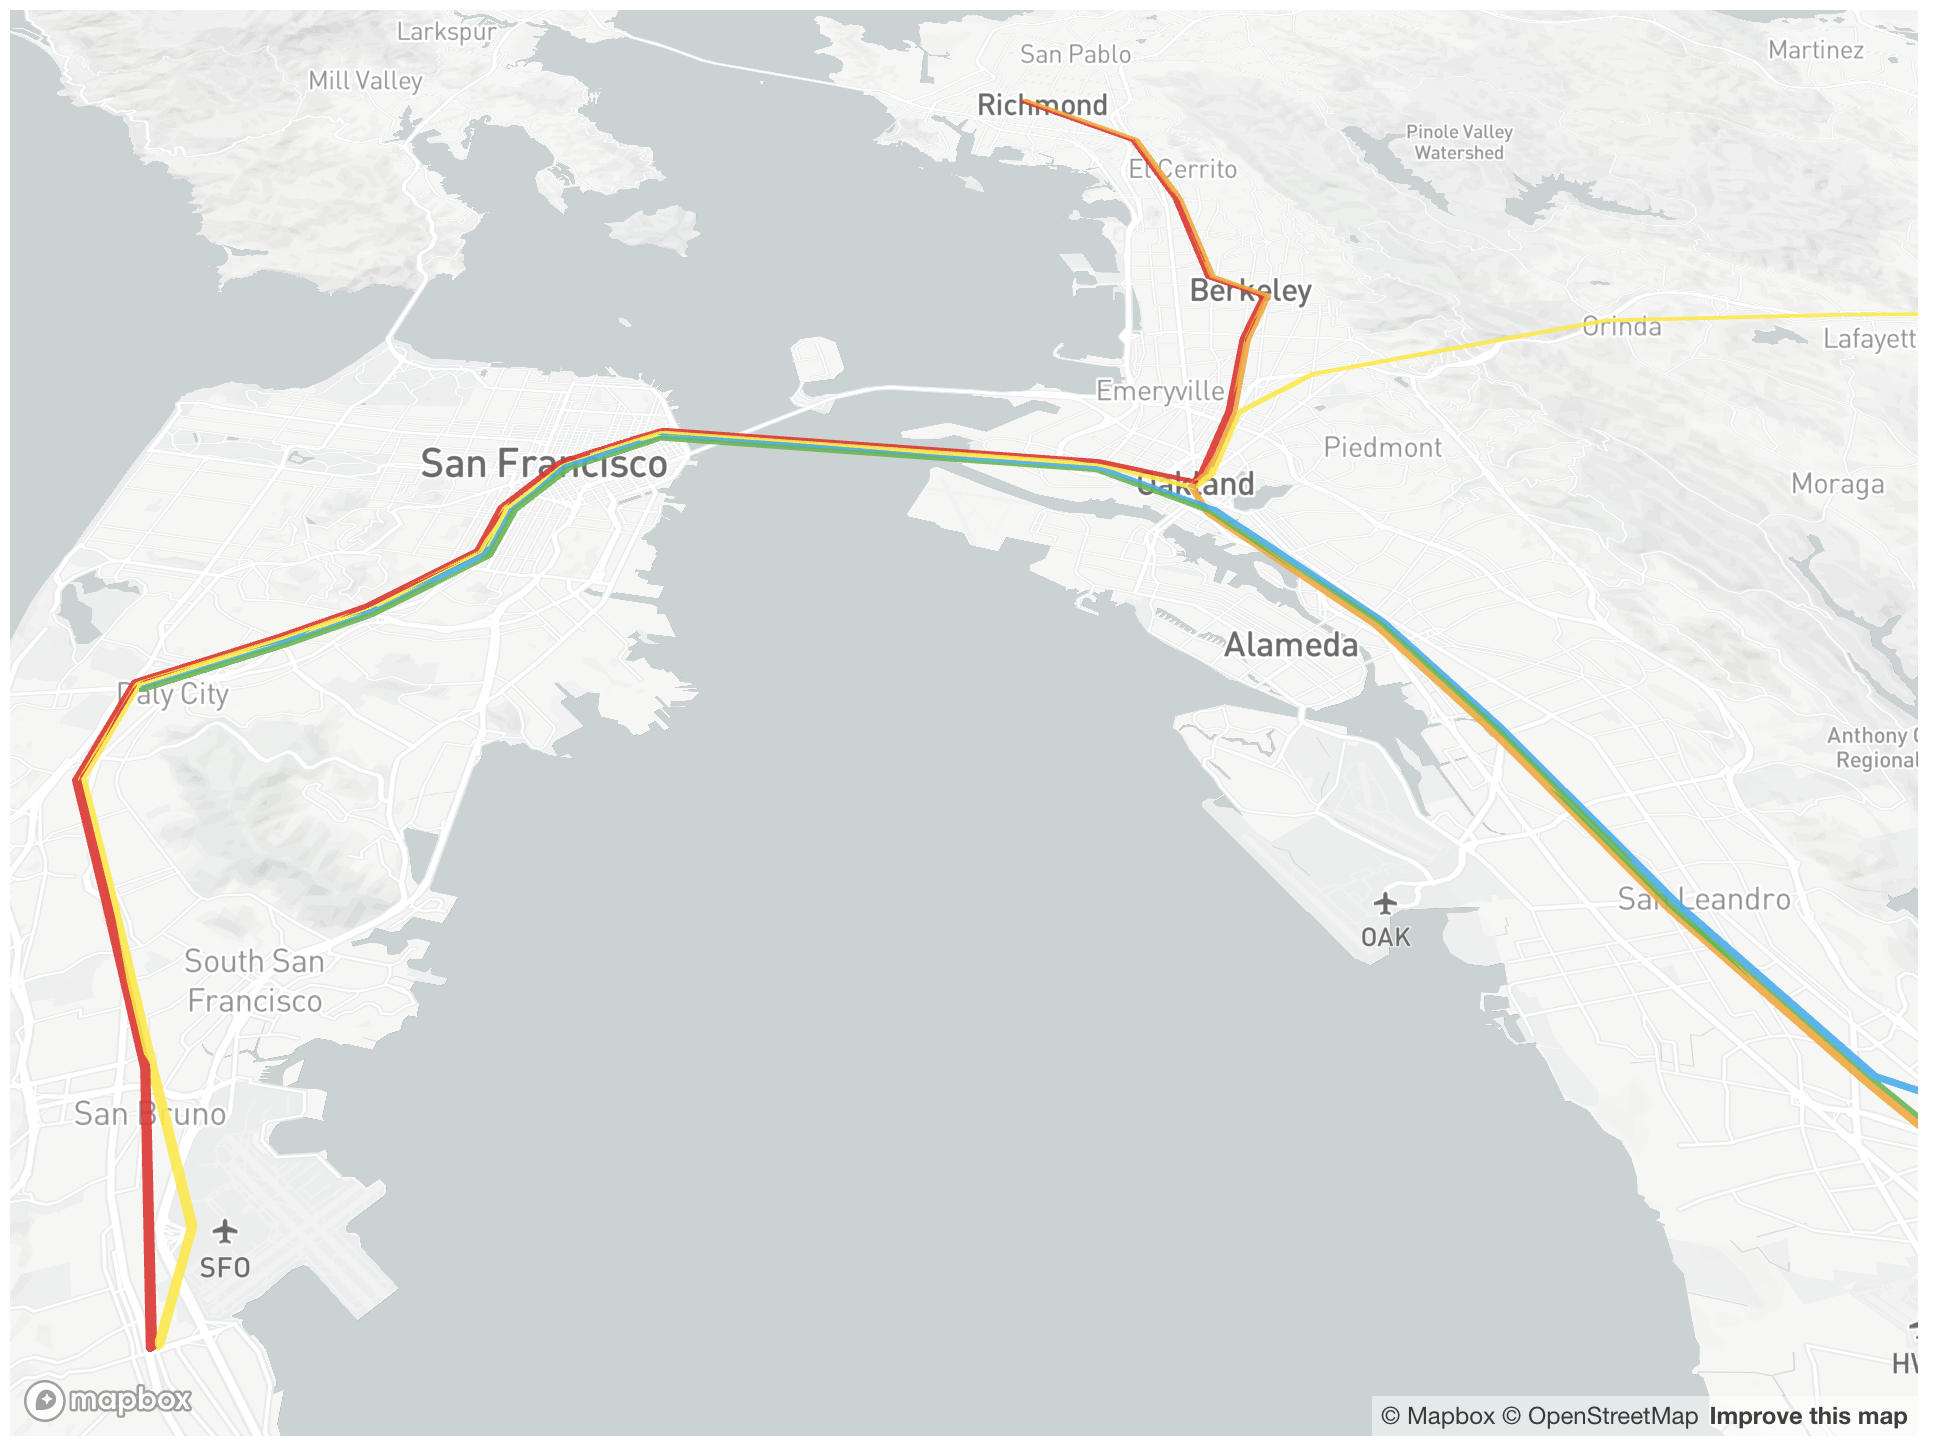 Larkspur
Mill Valley
San Pablo
Martinez
Richmond
Pinole Valley
Watershed
El Cerrito
Berkeley
Orinda
Lafayett
Emeryville
Piedmont
San Francisco
Oakland
Moraga
Alameda
Daly City
Anthony C
Regional
San Leandro
OAK
South San
Francisco
San Bruno
SFO
HW
mapbox
© Mapbox © OpenStreetMap Improve this map